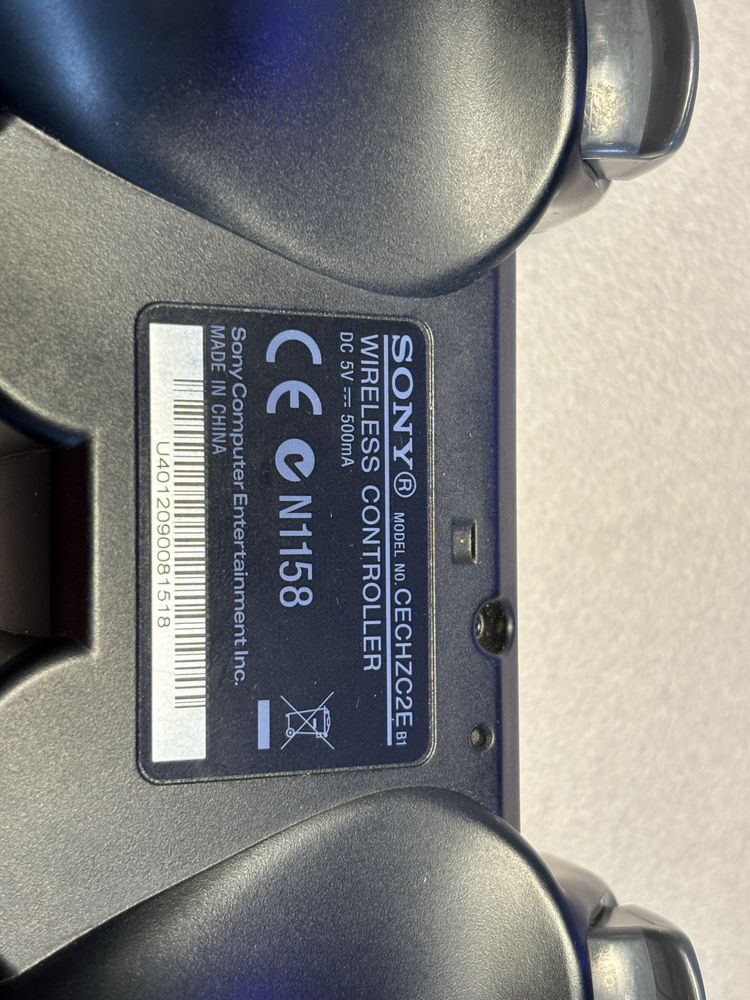 SONY® MODEL NO. CECHZC2E B1
WIRELESS CONTROLLER
DC 5V ⎓ 500mA
CE N1158
Sony Computer Entertainment Inc.
MADE IN CHINA
U4012090081518